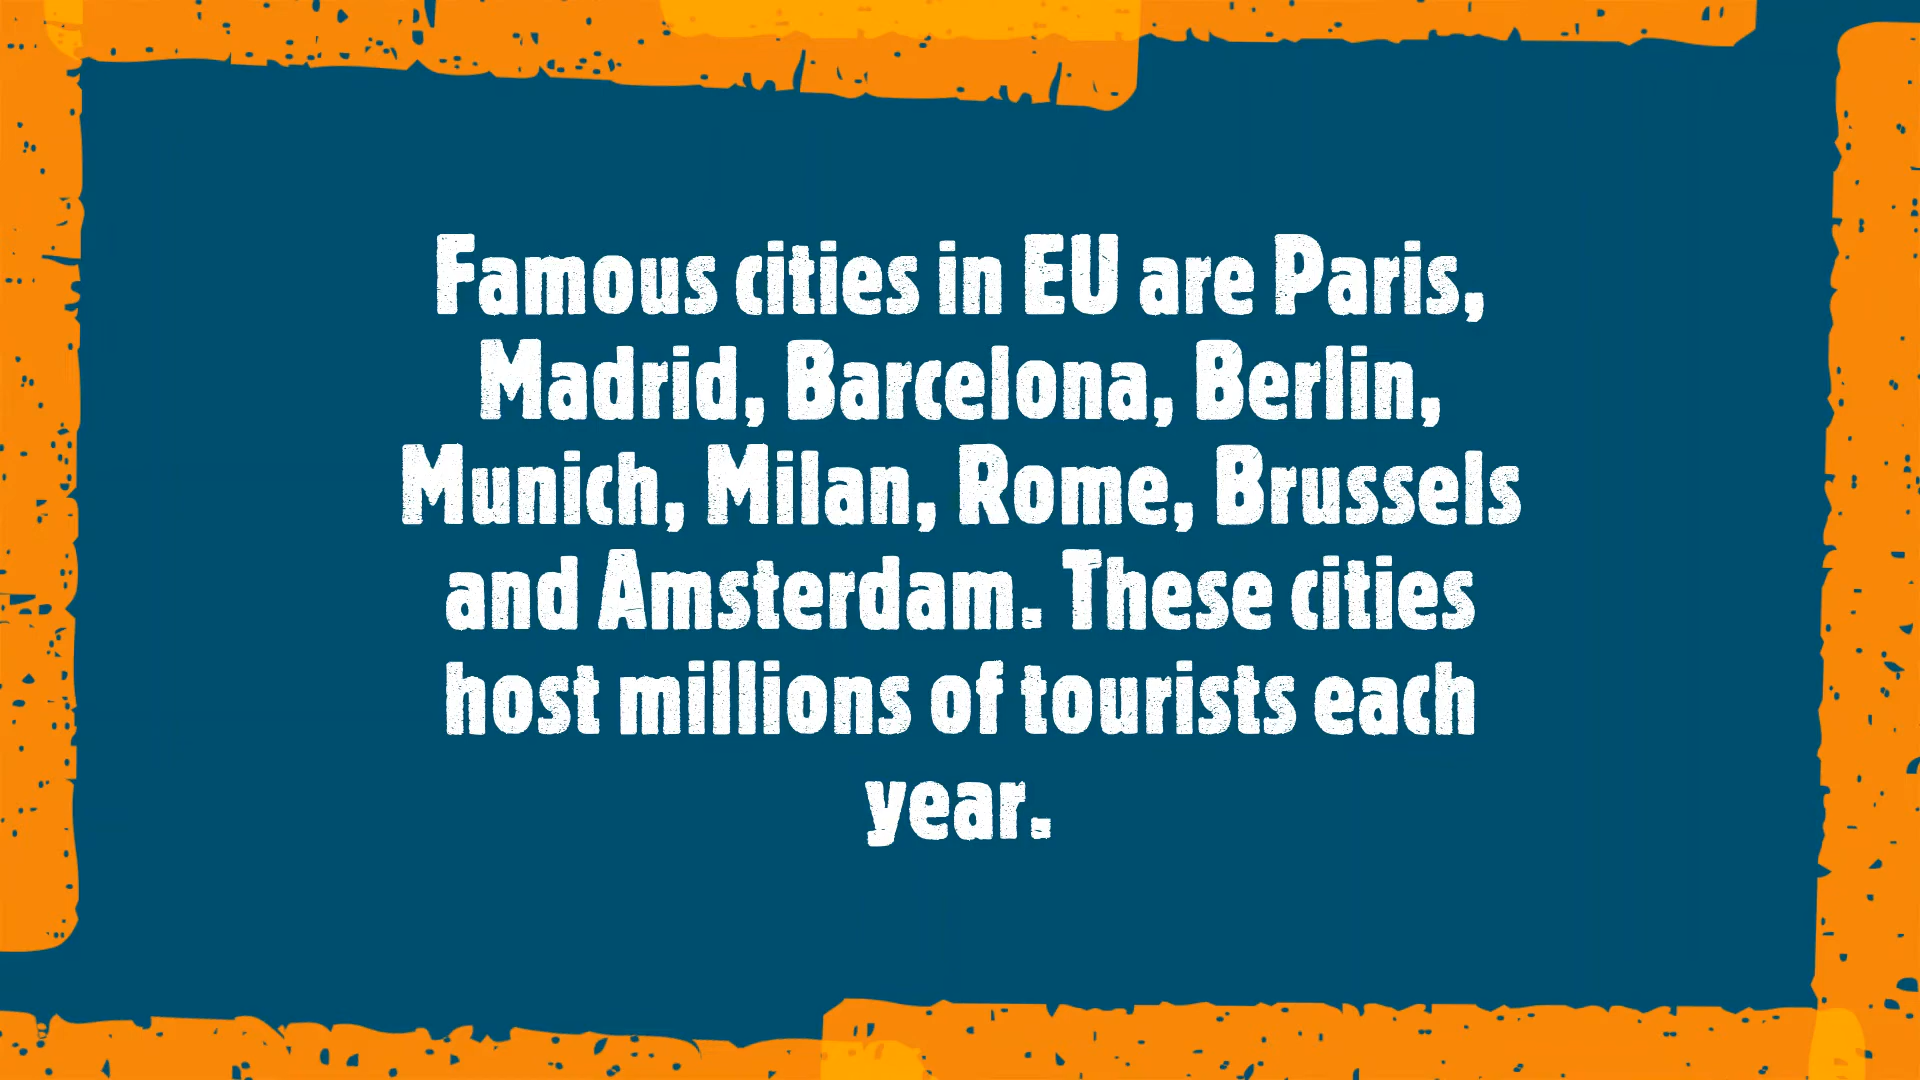 Famous cities in EU are Paris,
Madrid, Barcelona, Berlin,
Munich, Milan, Rome, Brussels
and Amsterdam. These cities
host millions of tourists each
year.